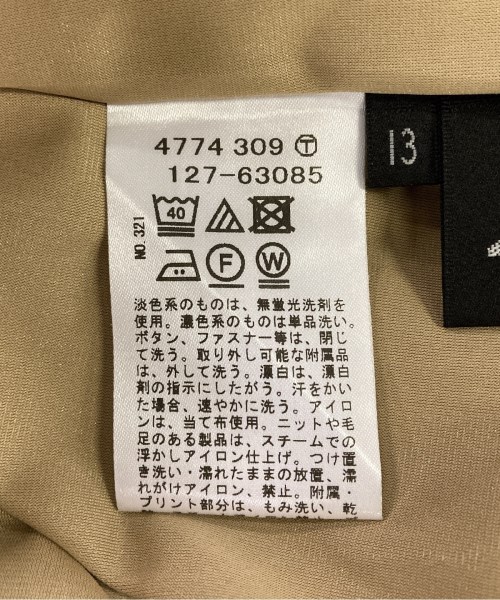 4774 309 Ⓣ
127-63085
13
NO.321
40
F W
淡色系のものは、無蛍光洗剤を
使用。濃色系のものは単品洗い。
ボタン、ファスナー等は、閉じ
て洗う。取り外し可能な附属品
は、外して洗う。漂白は、漂白
剤の指示にしたがう。汗をかい
た場合、速やかに洗う。アイロ
ンは、当て布使用。ニットや毛
足のある製品は、スチームでの
浮かしアイロン仕上げ。つけ置
き洗い・濡れたままの放置、濡
れがけアイロン、禁止。附属・
プリント部分は、もみ洗い、乾